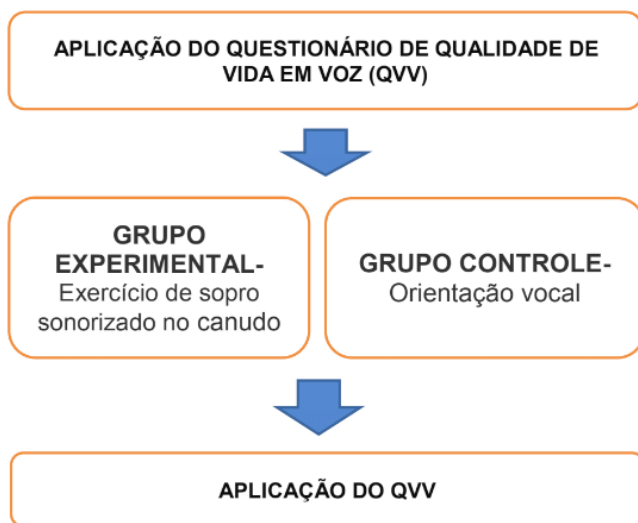 APLICAÇÃO DO QUESTIONÁRIO DE QUALIDADE DE
VIDA EM VOZ (QVV)
GRUPO
EXPERIMENTAL-
Exercício de sopro
sonorizado no canudo
GRUPO CONTROLE-
Orientação vocal
APLICAÇÃO DO QVV